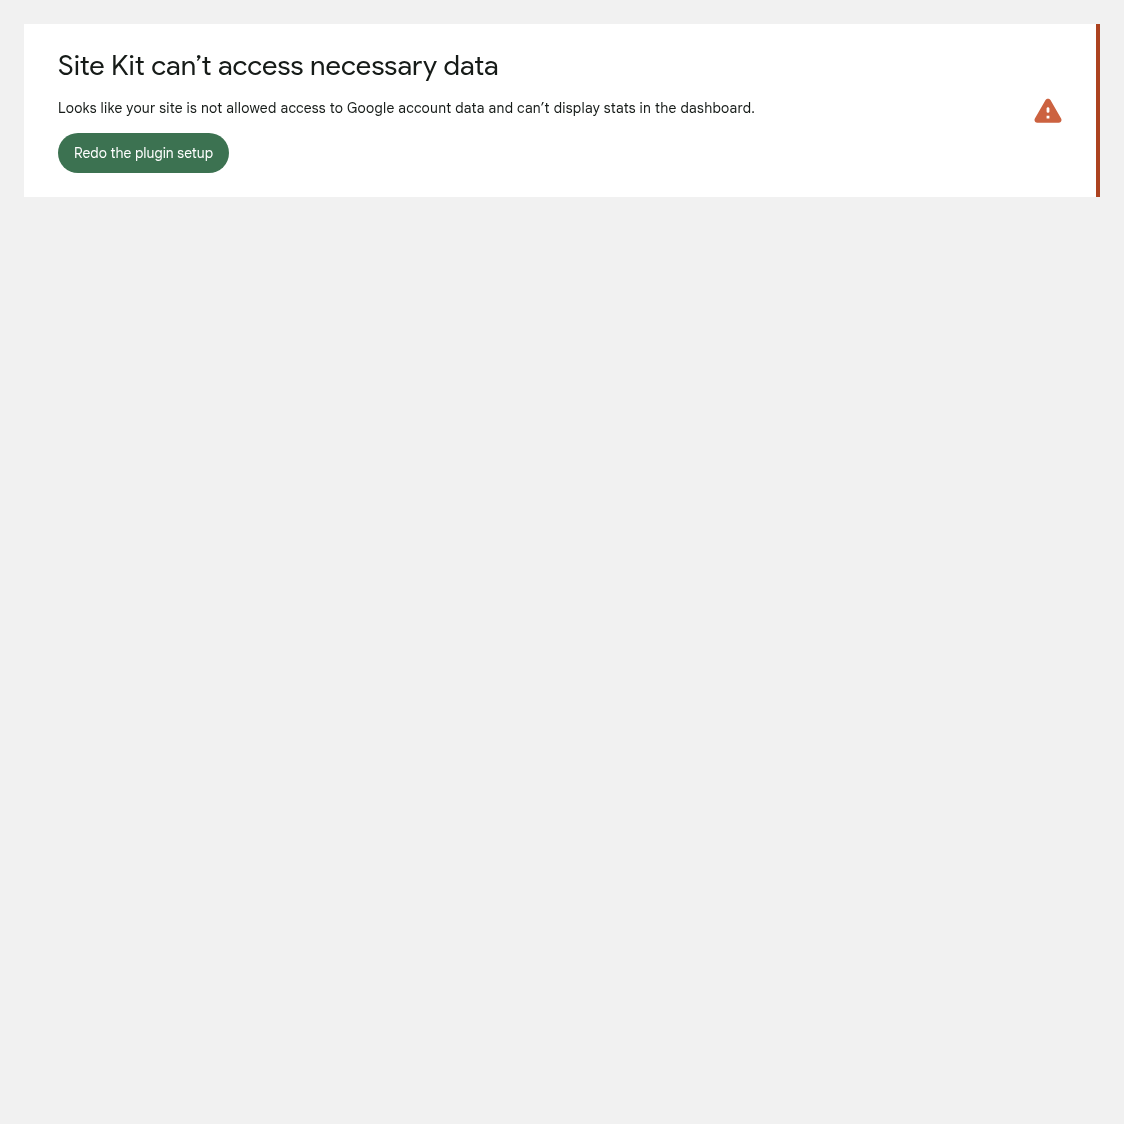 Site Kit can’t access necessary data
Looks like your site is not allowed access to Google account data and can’t display stats in the dashboard.
Redo the plugin setup